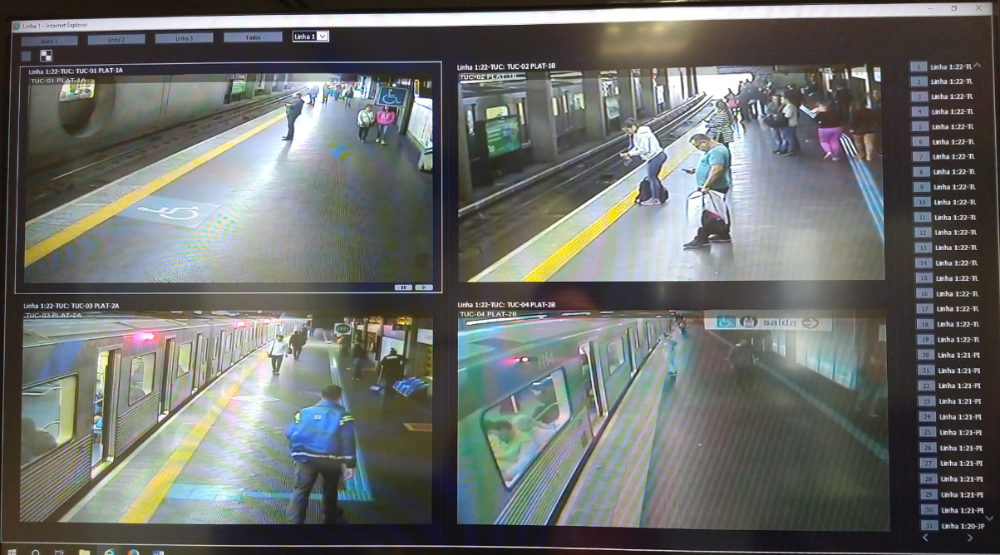 Linha 1 - Internet Explorer
Linha 1 Linha 2 Linha 3 Todos Linha 1
Linha 1:22-TUC: TUC-01 PLAT-1A
TUC-01 PLAT-1A
Linha 1:22-TUC: TUC-02 PLAT-1B
TUC-02 PLAT-1B
Linha 1:22-TUC: TUC-03 PLAT-2A
TUC-03 PLAT-2A
Linha 1:22-TUC: TUC-04 PLAT-2B
TUC-04 PLAT-2B
saída
1 Linha 1:22-TL
2 Linha 1:22-TL
3 Linha 1:22-TL
4 Linha 1:22-TL
5 Linha 1:22-TL
6 Linha 1:22-TL
7 Linha 1:22-TL
8 Linha 1:22-TL
9 Linha 1:22-TL
10 Linha 1:22-TL
11 Linha 1:22-TL
12 Linha 1:22-TL
13 Linha 1:22-TL
14 Linha 1:22-TL
15 Linha 1:22-TL
16 Linha 1:22-TL
17 Linha 1:22-TL
18 Linha 1:22-TL
19 Linha 1:22-TL
20 Linha 1:21-PI
21 Linha 1:21-PI
22 Linha 1:21-PI
23 Linha 1:21-PI
24 Linha 1:21-PI
25 Linha 1:21-PI
26 Linha 1:21-PI
27 Linha 1:21-PI
28 Linha 1:21-PI
29 Linha 1:21-PI
30 Linha 1:21-PI
31 Linha 1:20-JP